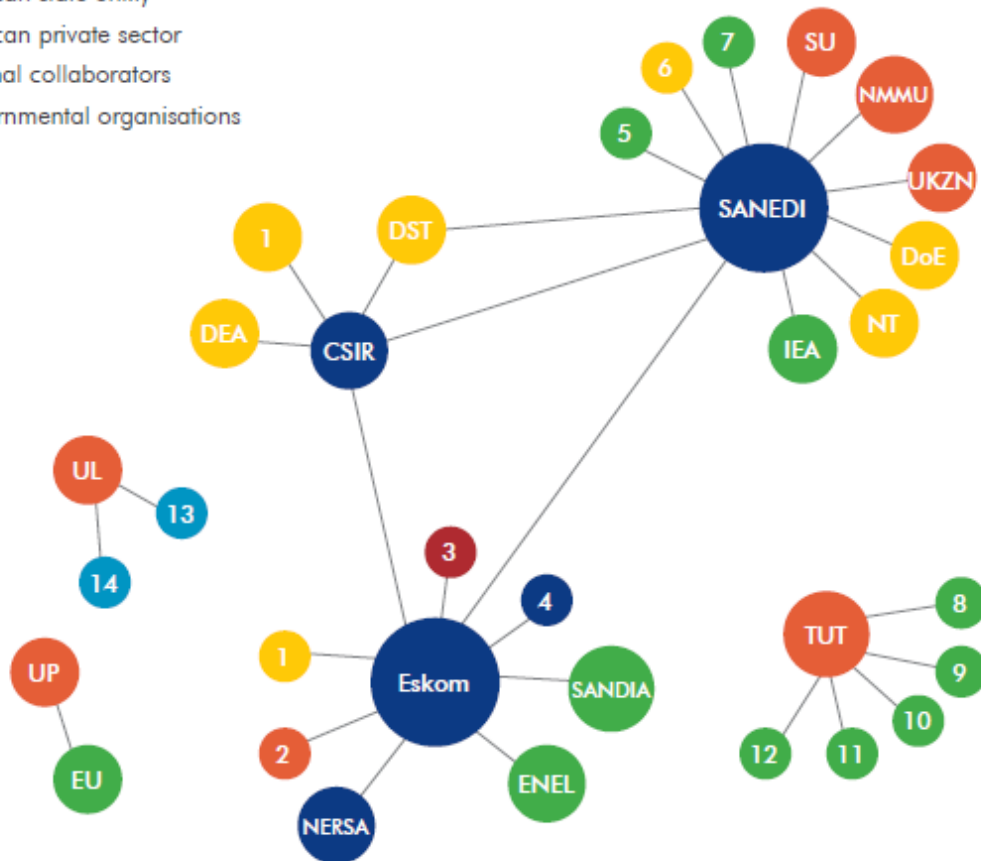 can private sector
nal collaborators
ernmental organisations
7
SU
6
NMMU
5
UKZN
SANEDI
1
DST
DoE
NT
DEA
CSIR
IEA
UL
13
3
14
4
8
TUT
1
UP
Eskom
SANDIA
9
10
2
12
11
EU
ENEL
NERSA